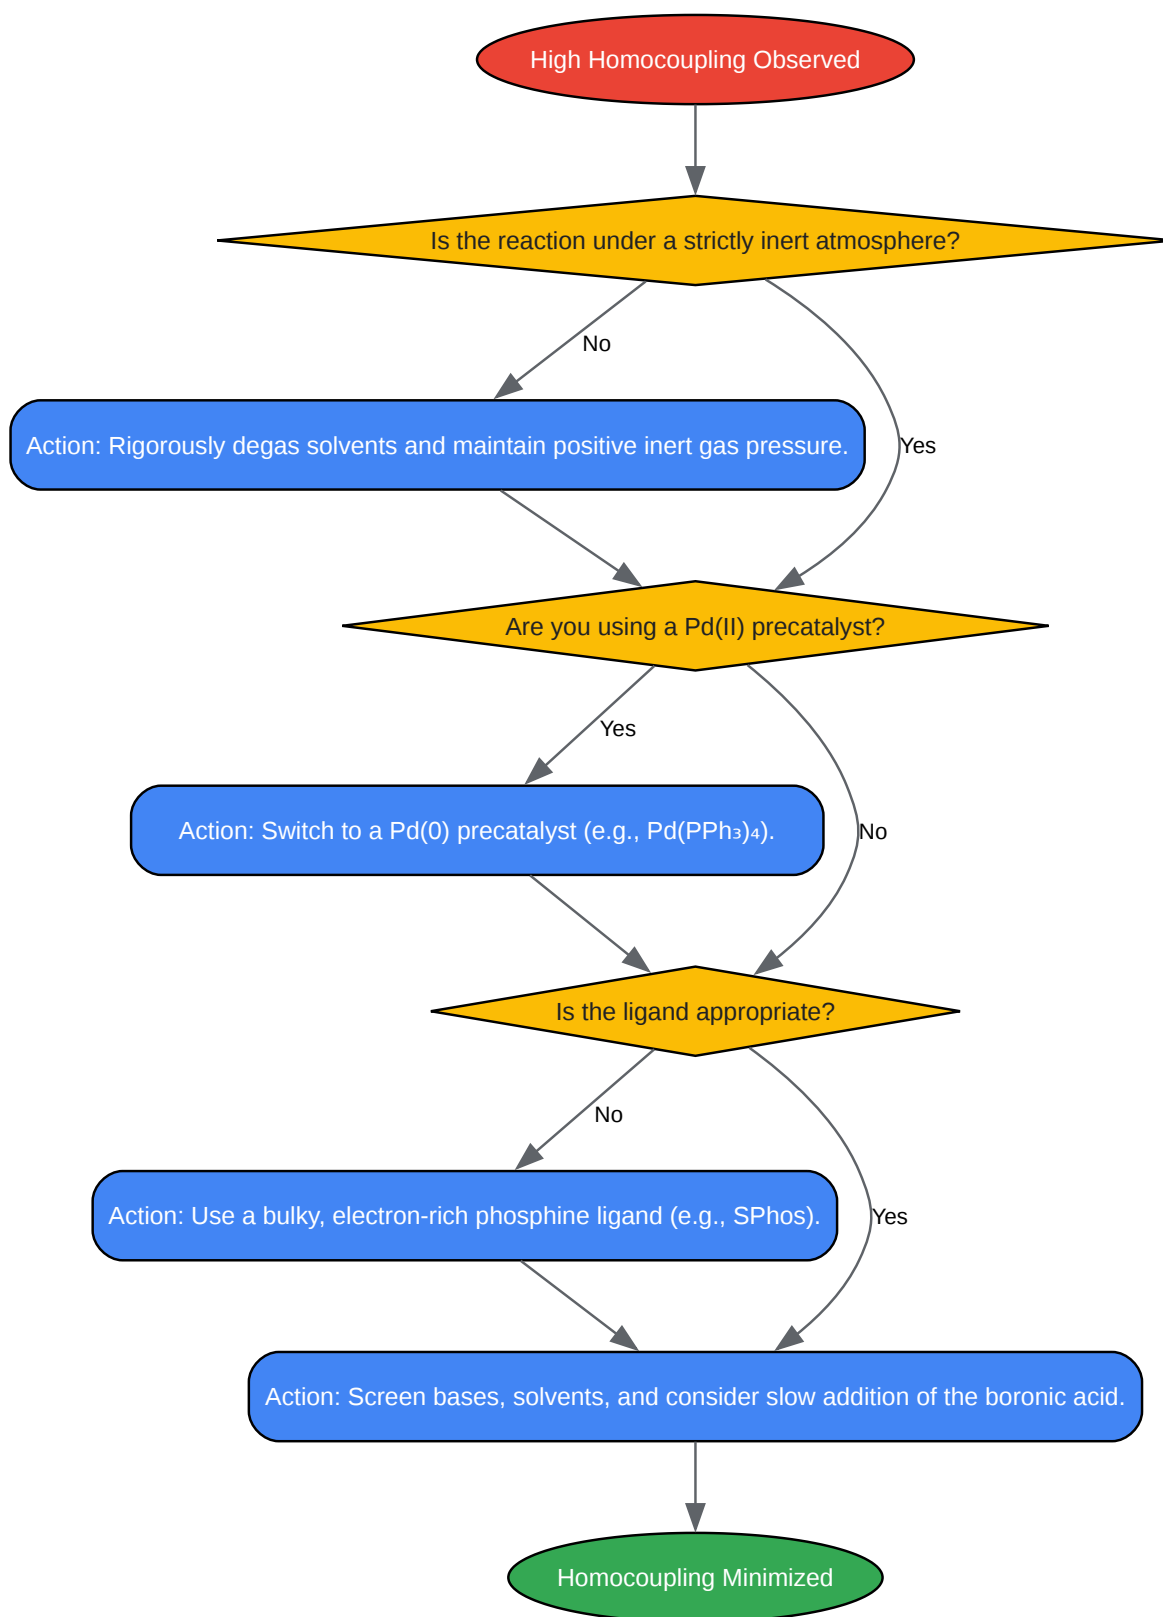 High Homocoupling Observed
Is the reaction under a strictly inert atmosphere?
No
Action: Rigorously degas solvents and maintain positive inert gas pressure.
Yes
Are you using a Pd(II) precatalyst?
Yes
Action: Switch to a Pd(0) precatalyst (e.g., Pd(PPh₃)₄).
No
Is the ligand appropriate?
No
Action: Use a bulky, electron-rich phosphine ligand (e.g., SPhos).
Yes
Action: Screen bases, solvents, and consider slow addition of the boronic acid.
Homocoupling Minimized